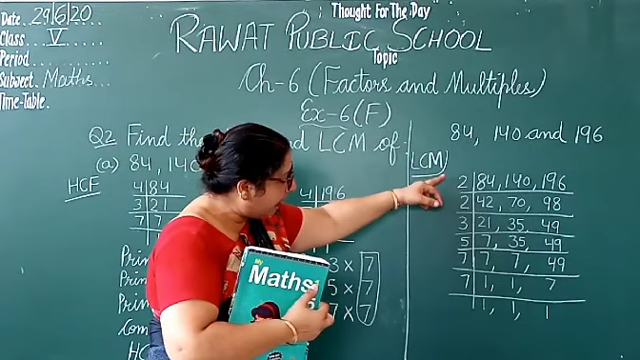 Thought For The Day
Date 29/6/20
Class V
Period
Subject Maths
Time-Table.
RAWAT PUBLIC SCHOOL
Topic
Ch-6 (Factors and Multiples)
Ex-6(F)
Q2 Find the LCM of
(a) 84, 140
HCF
4 84
3 21
7 7
4 196
3 × 7
5 × 7
7 × 7
HC
My
Maths
84, 140 and 196
LCM
2 84, 140, 196
2 42, 70, 98
3 21, 35, 49
5 7, 35, 49
7 7, 7, 49
7 1, 1, 7
1, 1, 1